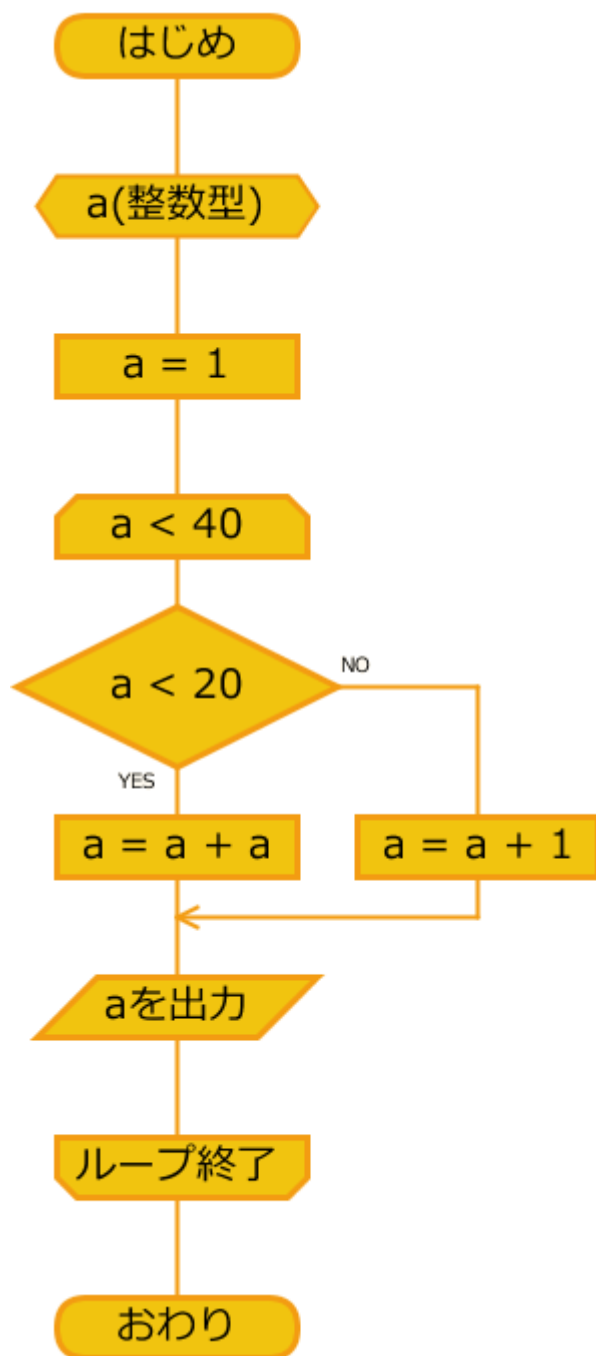 はじめ
a(整数型)
a = 1
a < 40
a < 20
NO
YES
a = a + a
a = a + 1
aを出力
ループ終了
おわり